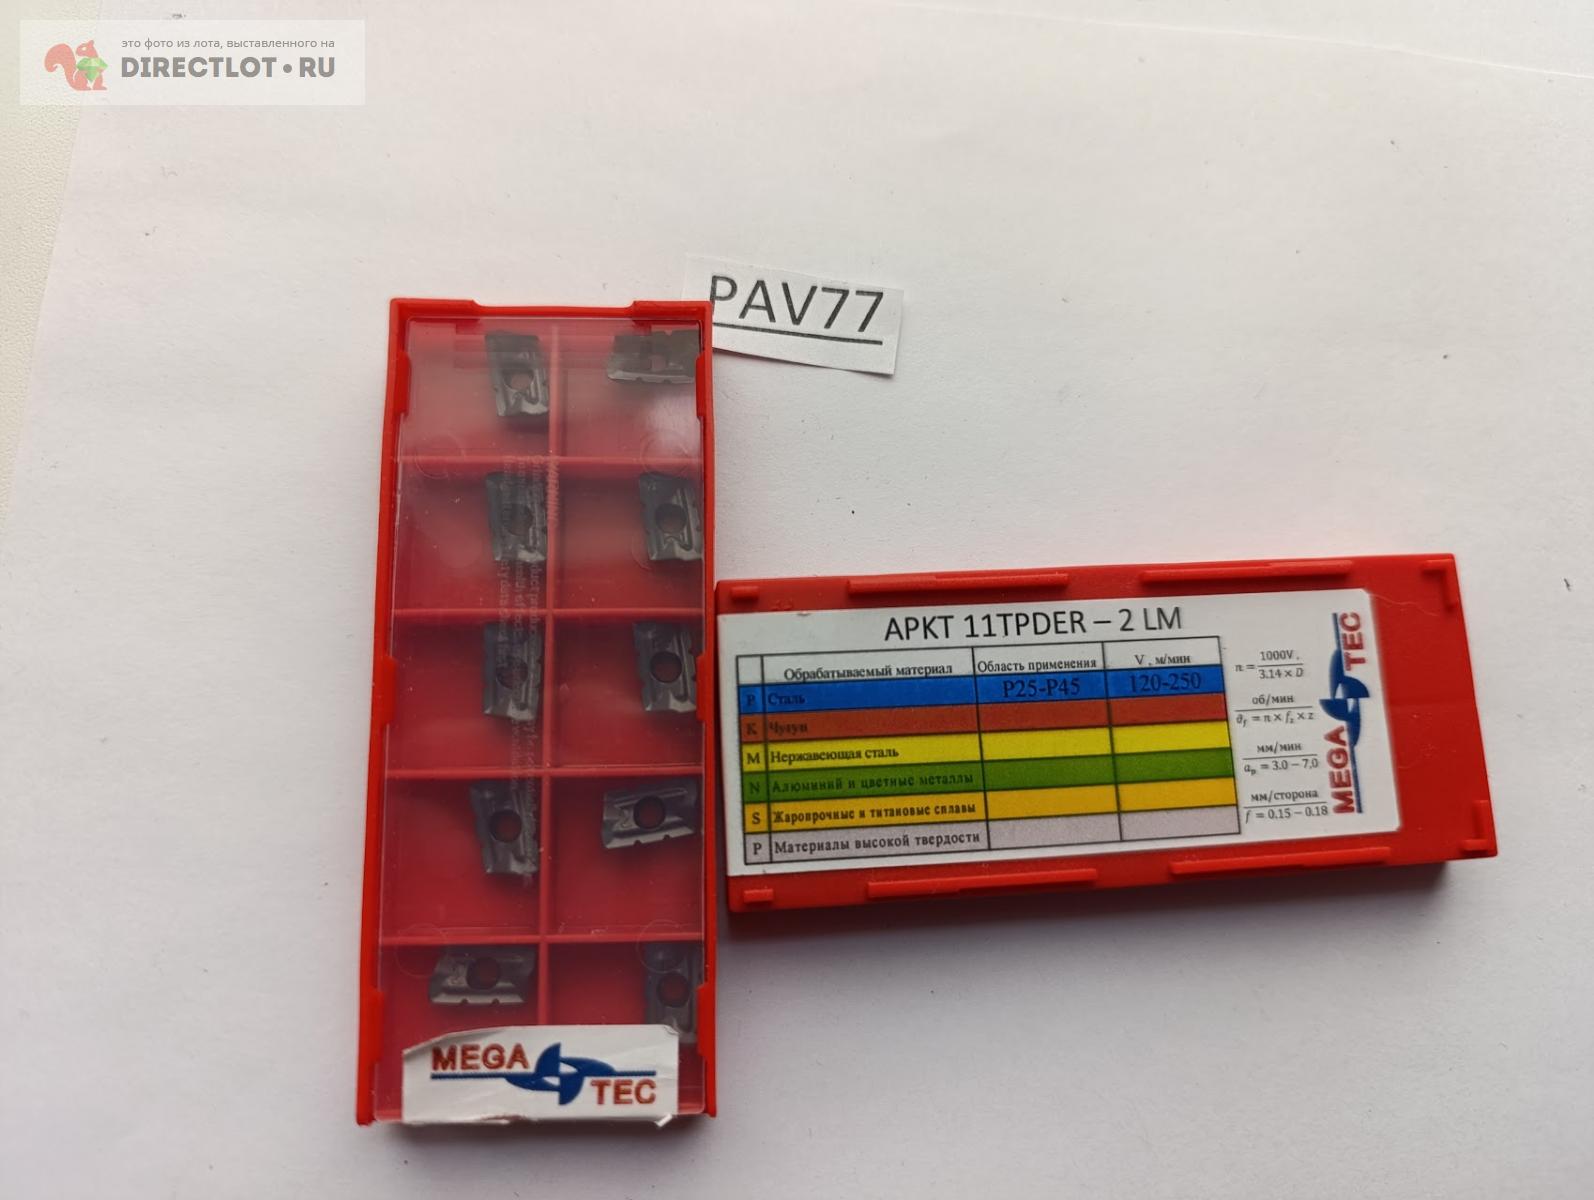 это фото из лота, выставленного на
DIRECTLOT•RU
PAV77
APKT 11TPDER – 2 LM
Обрабатываемый материал Область применения V , м/мин
P Сталь P25-P45 120-250
K Чугун
M Нержавеющая сталь
N Алюминий и цветные металлы
S Жаропрочные и титановые сплавы
P Материалы высокой твердости
n = 1000V, / 3.14 × D
об/мин
∂f = n × fz × z
мм/мин
ap = 3.0 – 7,0
мм/сторона
f = 0.15 – 0.18
MEGA TEC
MEGA
TEC